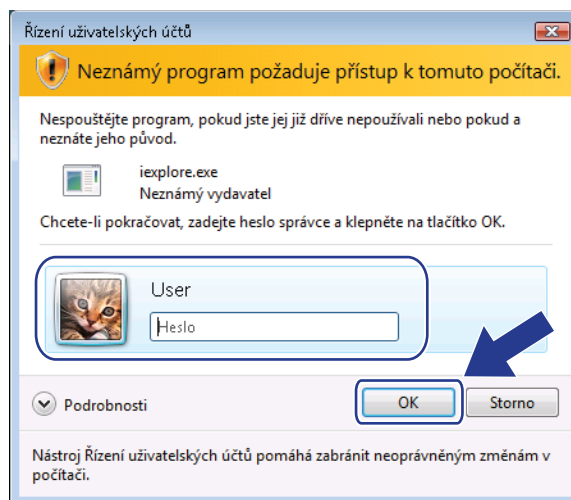 Řízení uživatelských účtů
Neznámý program požaduje přístup k tomuto počítači.
Nespouštějte program, pokud jste jej již dříve nepoužívali nebo pokud a
neznáte jeho původ.
iexplore.exe
Neznámý vydavatel
Chcete-li pokračovat, zadejte heslo správce a klepněte na tlačítko OK.
User
Heslo
Podrobnosti
OK
Storno
Nástroj Řízení uživatelských účtů pomáhá zabránit neoprávněným změnám v
počítači.